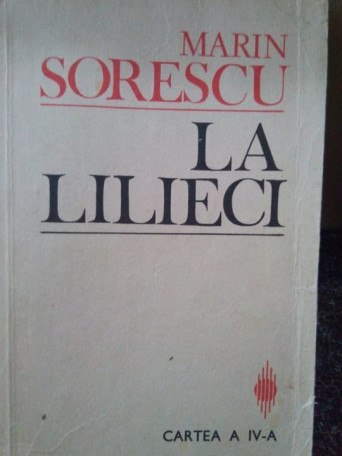 MARIN
SORESCU
LA
LILIECI
CARTEA A IV-A